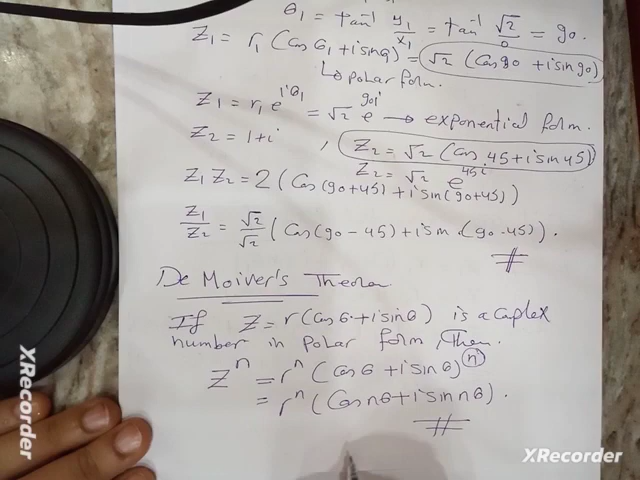 θ₁ = tan⁻¹ y₁/x₁ = tan⁻¹ √2/0 = 90
Z₁ = r₁ (Cos θ₁ + i sin θ) = √2 (Cos 90 + i sin 90)
↳ polar form.
Z₁ = r₁ e^(iθ₁) = √2 e^(90i) → exponential form.
Z₂ = 1+i , Z₂ = √2 (Cos 45 + i sin 45)
Z₂ = √2 e^(45i)
Z₁ Z₂ = 2 (Cos (90+45) + i sin (90+45))
Z₁/Z₂ = √2/√2 (Cos (90 - 45) + i sin (90 - 45)).
#
De Moiver's Theorem
If Z = r (Cos θ + i sin θ) is a complex
number in polar form, Then.
Zⁿ = rⁿ (Cos θ + i sin θ)ⁿ
= rⁿ (Cos nθ + i sin nθ).
#
XRecorder
XRecorder